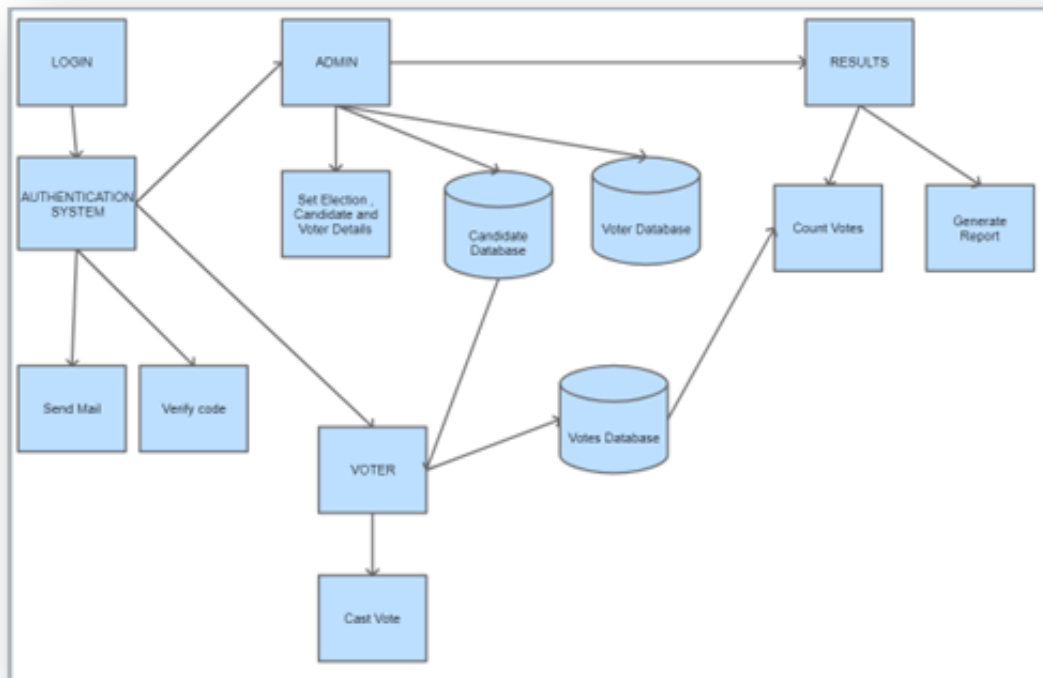 LOGIN
ADMIN
RESULTS
AUTHENTICATION
SYSTEM
Set Election ,
Candidate and
Voter Details
Candidate
Database
Voter Database
Count Votes
Generate
Report
Send Mail
Verify code
Votes Database
VOTER
Cast Vote